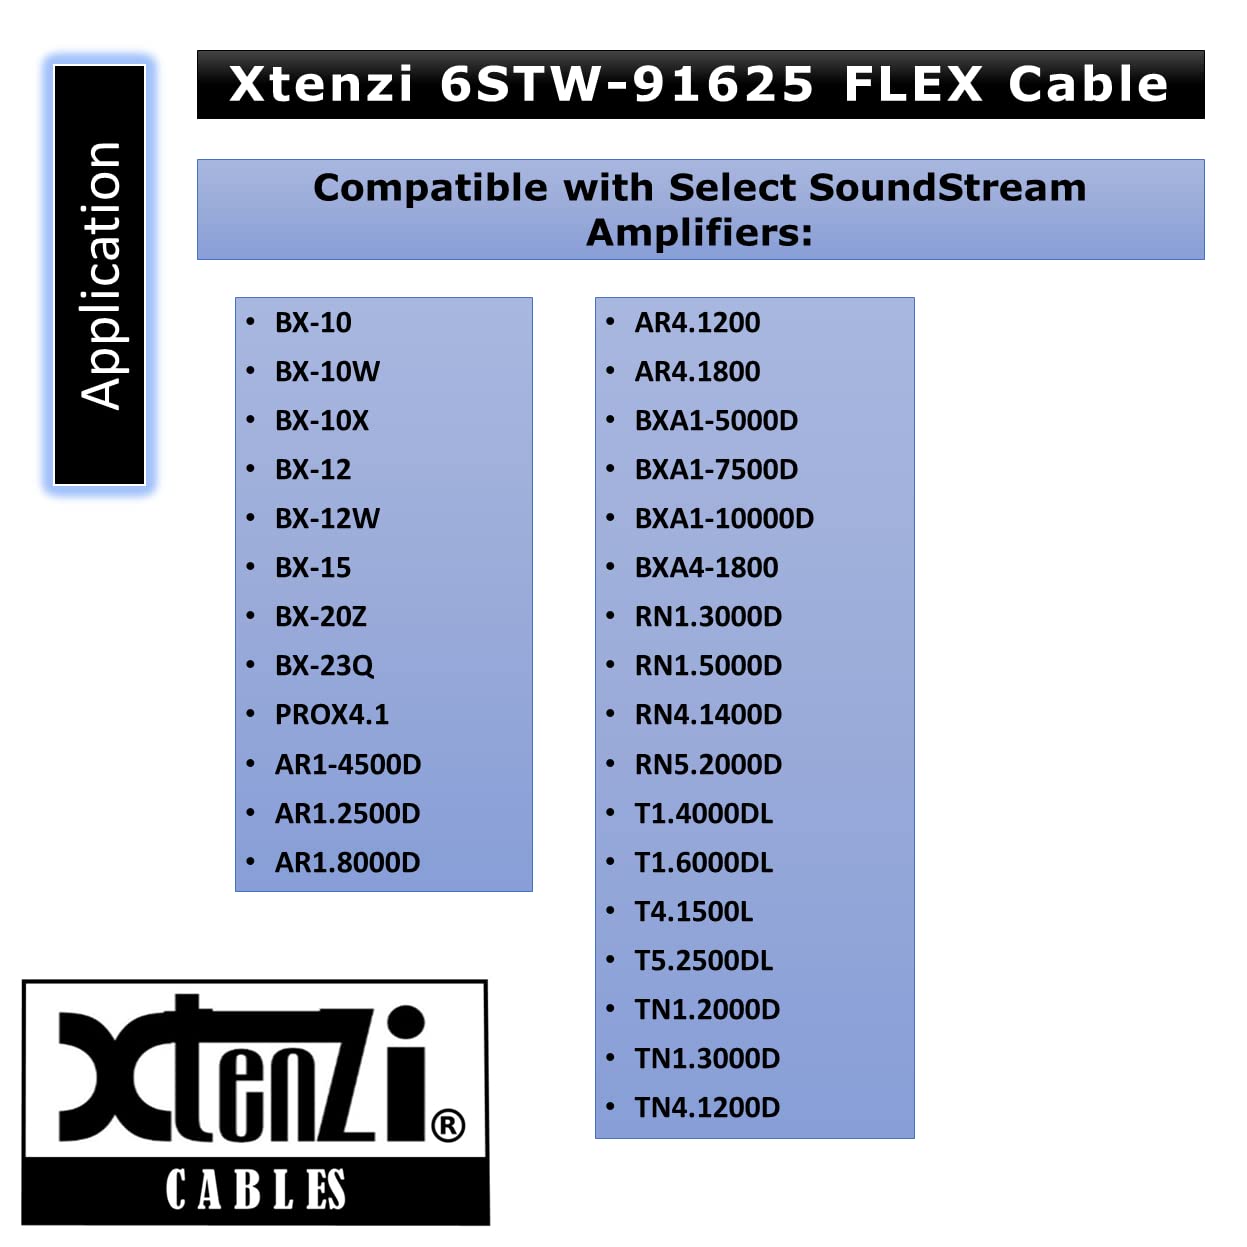 Application
Xtenzi 6STW-91625 FLEX Cable
Compatible with Select SoundStream
Amplifiers:
• BX-10
• BX-10W
• BX-10X
• BX-12
• BX-12W
• BX-15
• BX-20Z
• BX-23Q
• PROX4.1
• AR1-4500D
• AR1.2500D
• AR1.8000D
• AR4.1200
• AR4.1800
• BXA1-5000D
• BXA1-7500D
• BXA1-10000D
• BXA4-1800
• RN1.3000D
• RN1.5000D
• RN4.1400D
• RN5.2000D
• T1.4000DL
• T1.6000DL
• T4.1500L
• T5.2500DL
• TN1.2000D
• TN1.3000D
• TN4.1200D
XtenZi®
CABLES